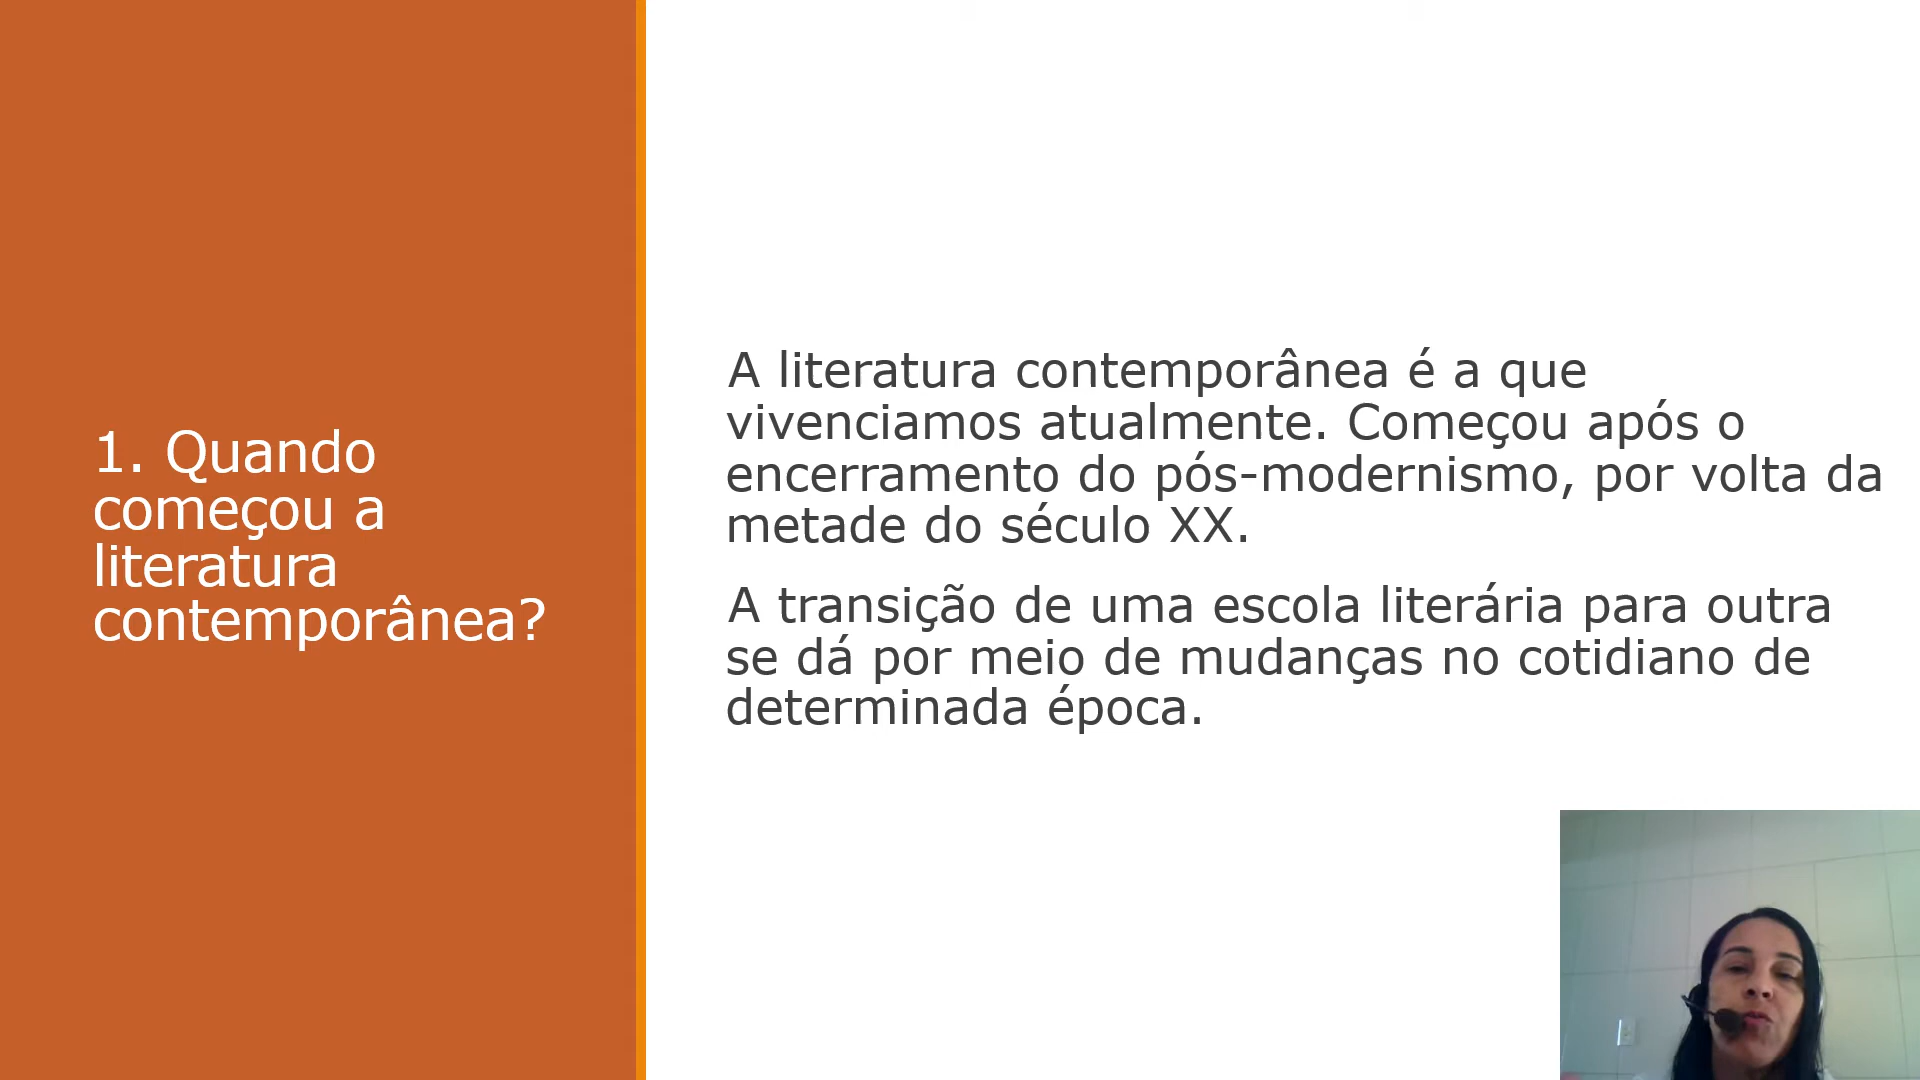 1. Quando
começou a
literatura
contemporânea?
A literatura contemporânea é a que
vivenciamos atualmente. Começou após o
encerramento do pós-modernismo, por volta da
metade do século XX.
A transição de uma escola literária para outra
se dá por meio de mudanças no cotidiano de
determinada época.